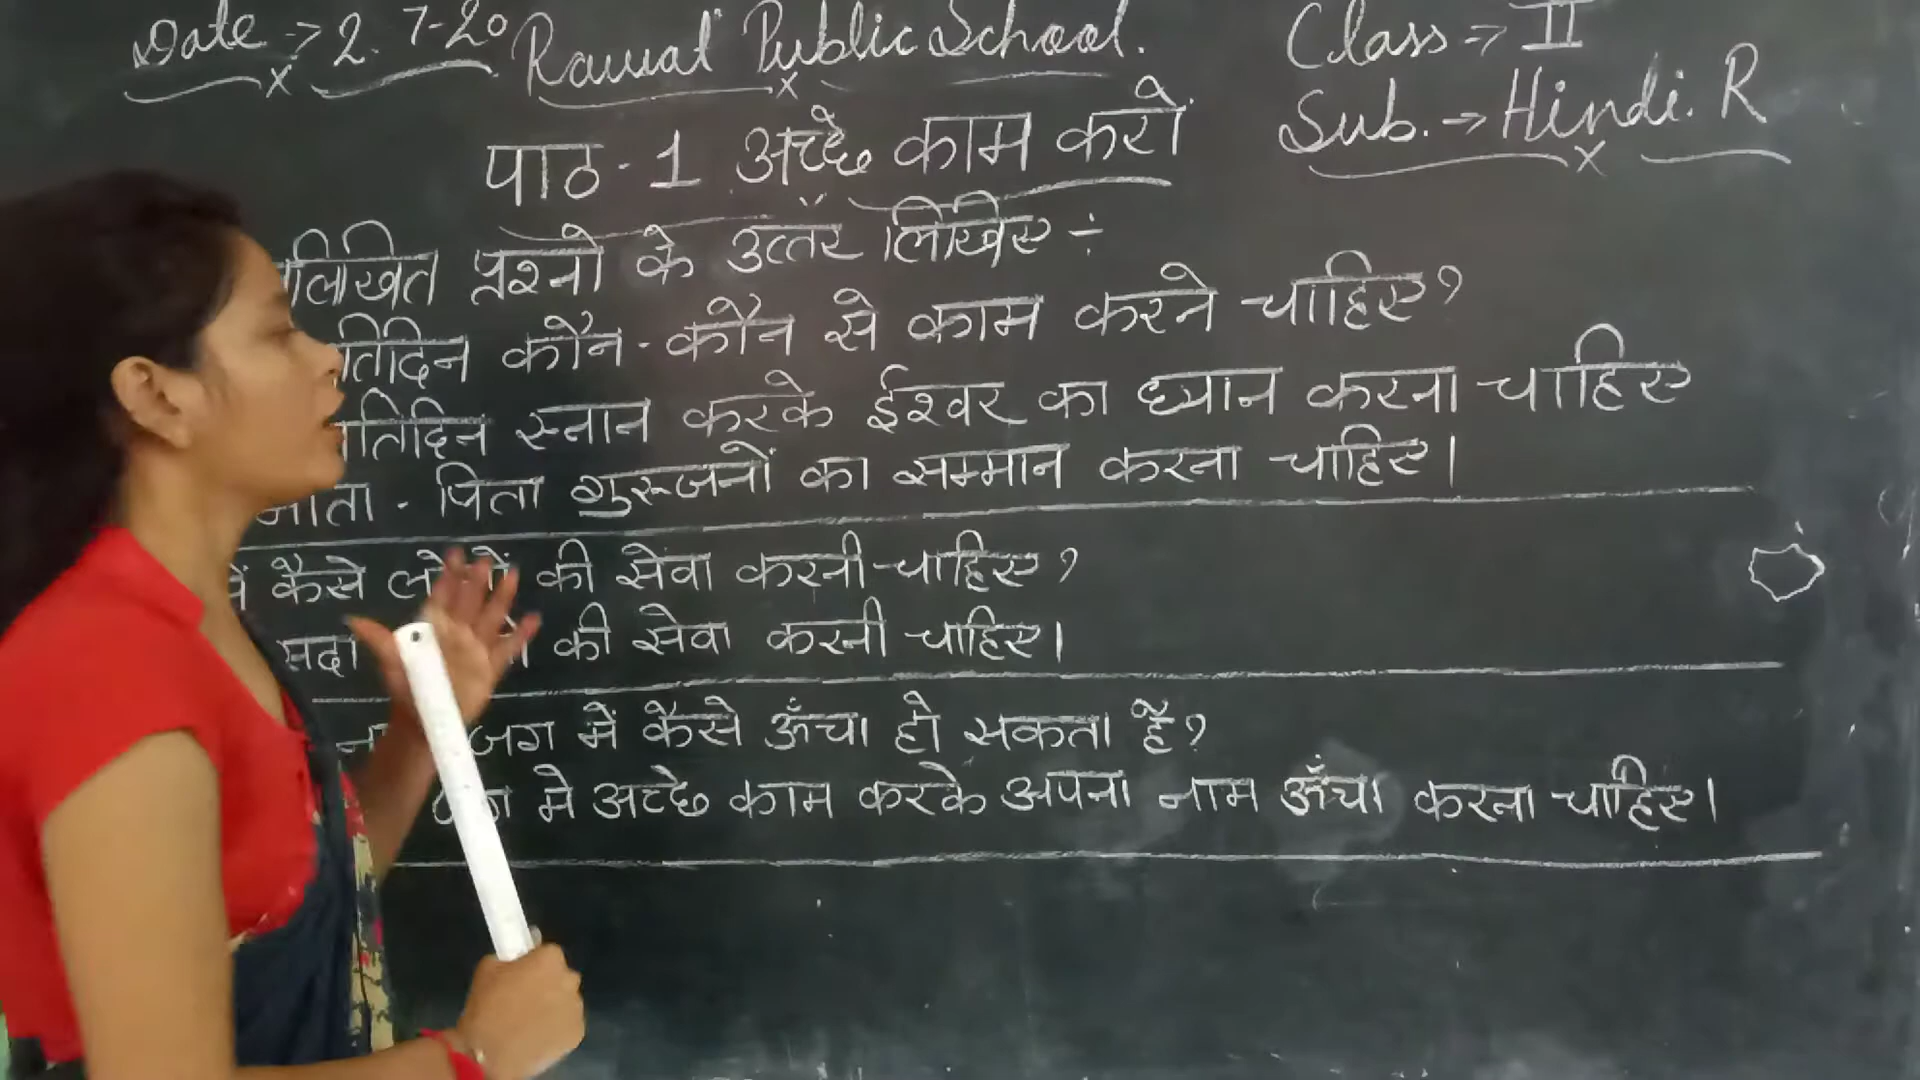 Date → 2.7-20 Rawat Public School. Class → II
Sub. → Hindi. R
पाठ - 1 अच्छे काम करो
लिखित प्रश्नो के उत्तर लिखिए ÷
तिदिन कौन - कौन से काम करने चाहिए?
तिदिन स्नान करके ईश्वर का ध्यान करना चाहिए
माता - पिता गुरूजनों का सम्मान करना चाहिए।
कैसे की सेवा करनी चाहिए?
सदा की सेवा करनी चाहिए।
जग में कैसे ऊँचा हो सकता है?
मे अच्छे काम करके अपना नाम ऊँचा करना चाहिए।